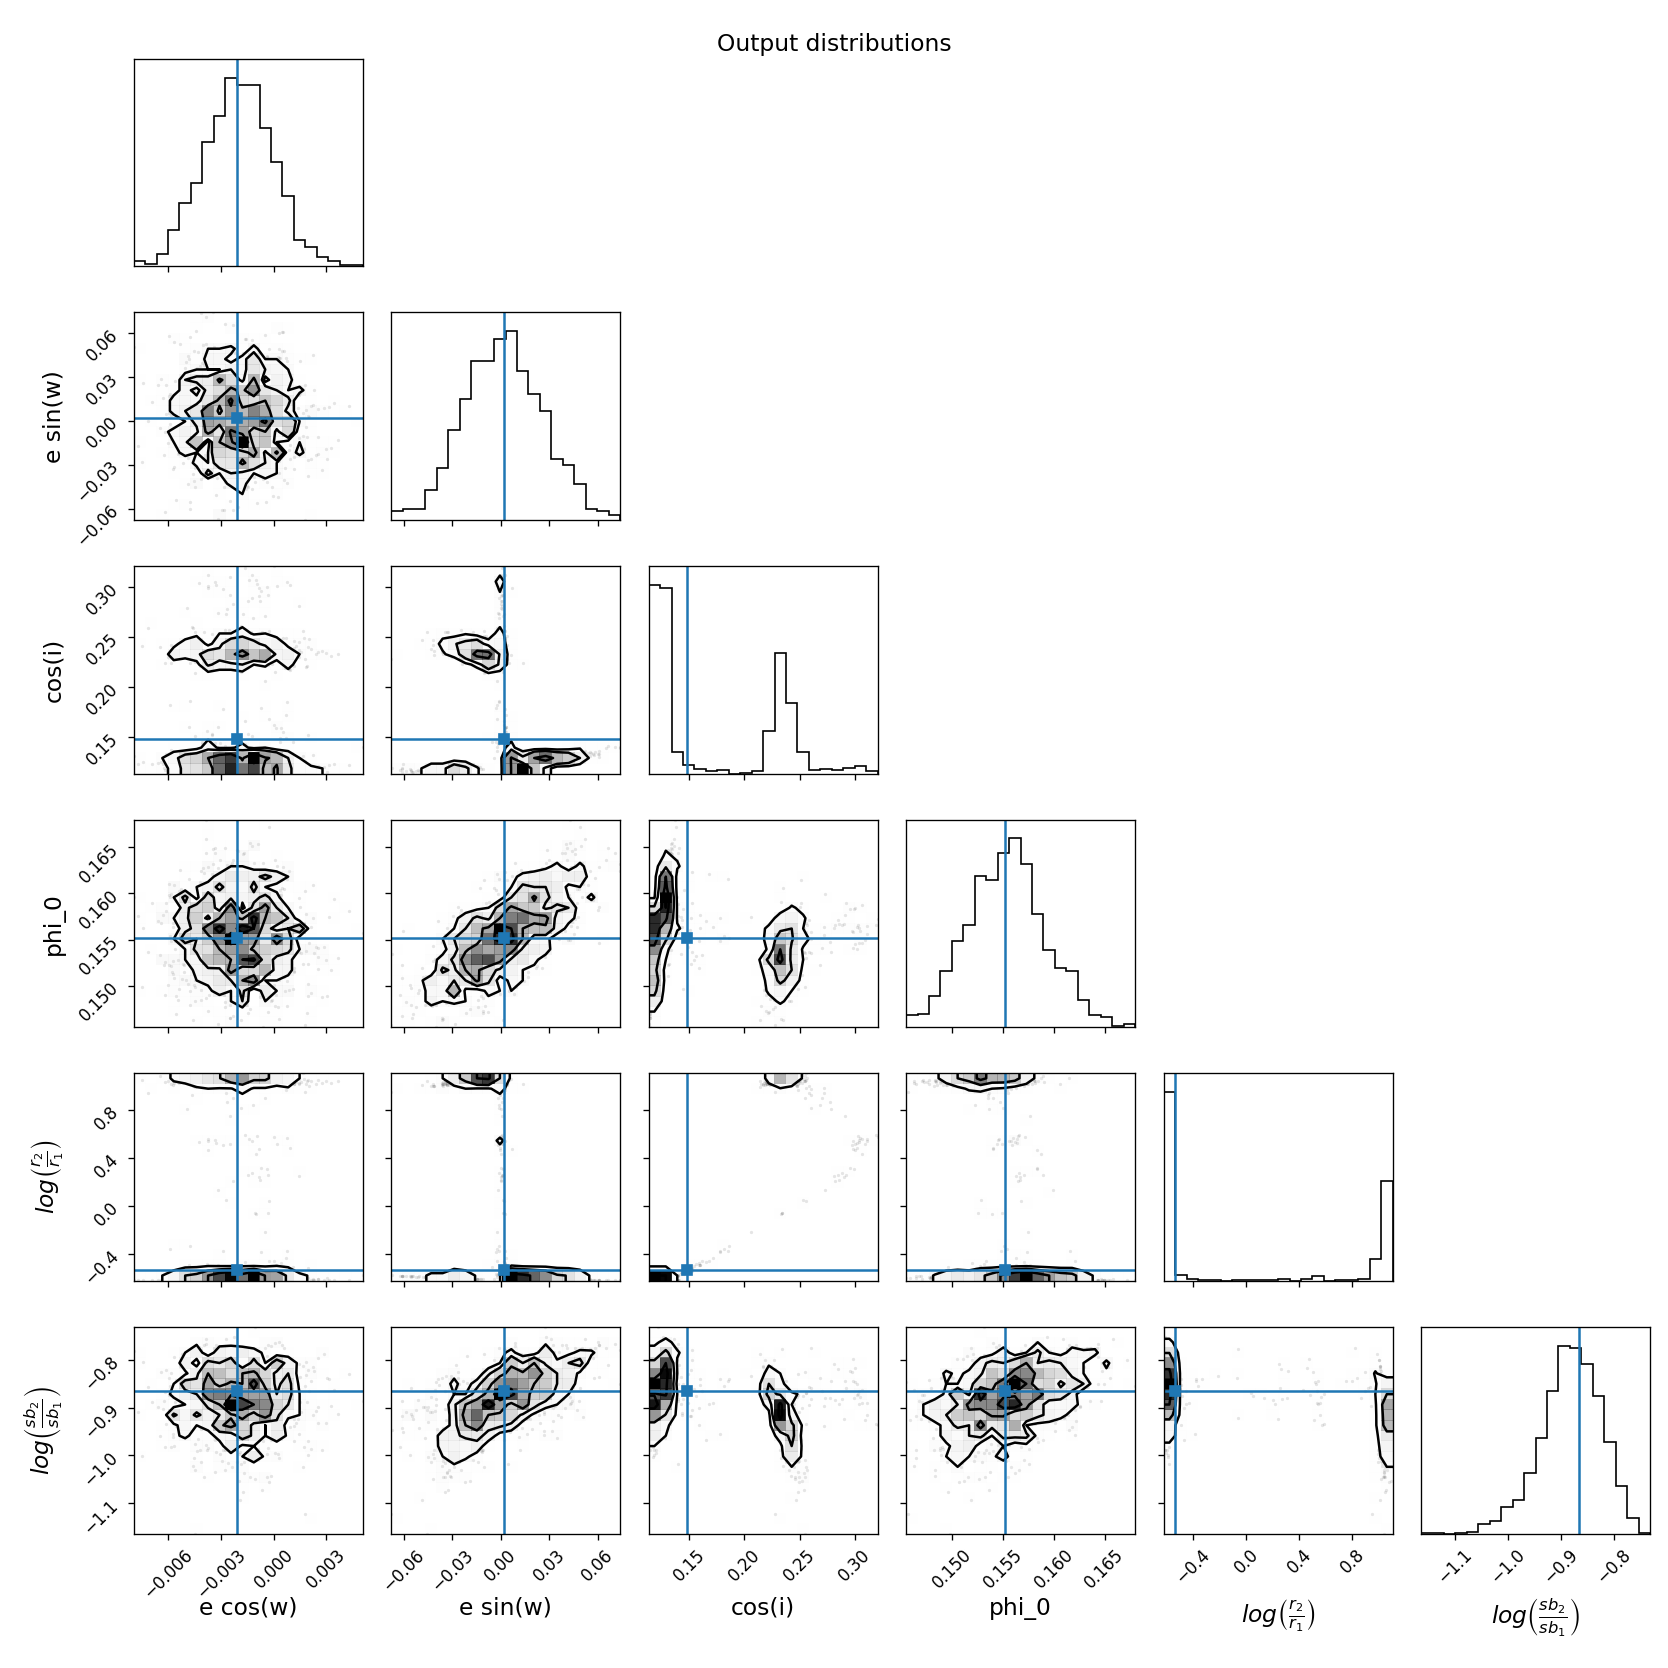 Output distributions
e sin(w)
0.06
0.03
0.00
−0.03
−0.06
cos(i)
0.30
0.25
0.20
0.15
phi_0
0.165
0.160
0.155
0.150
log(r2/r1)
0.8
0.4
0.0
−0.4
log(sb2/sb1)
−0.8
−0.9
−1.0
−1.1
−0.006 −0.003 0.000 0.003 −0.06 −0.03 0.00 0.03 0.06 0.15 0.20 0.25 0.30 0.150 0.155 0.160 0.165 −0.4 0.0 0.4 0.8 −1.1 −1.0 −0.9 −0.8
e cos(w) e sin(w) cos(i) phi_0 log(r2/r1) log(sb2/sb1)